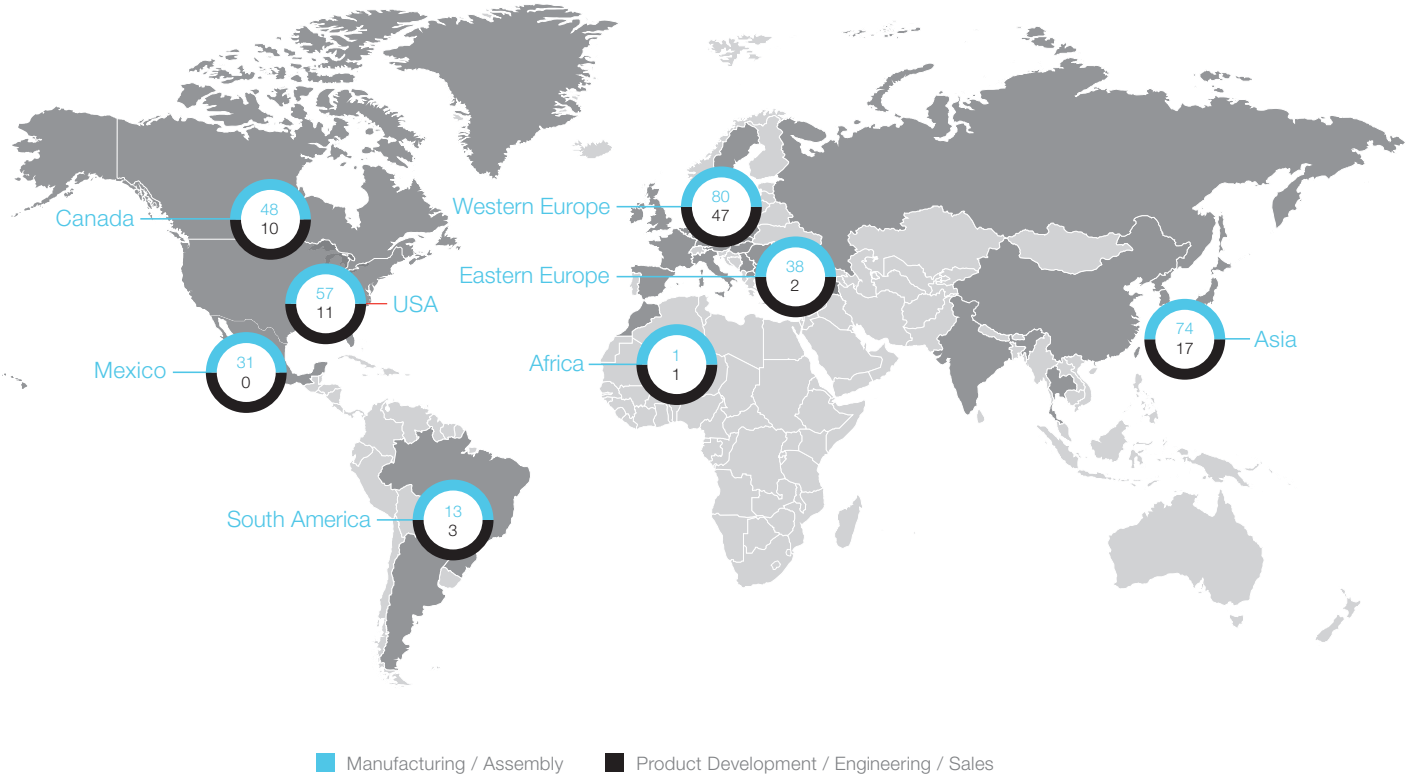 Canada
48
10
57
11
USA
Mexico
31
0
South America
13
3
Western Europe
80
47
Eastern Europe
38
2
Africa
1
1
74
17
Asia
Manufacturing / Assembly
Product Development / Engineering / Sales